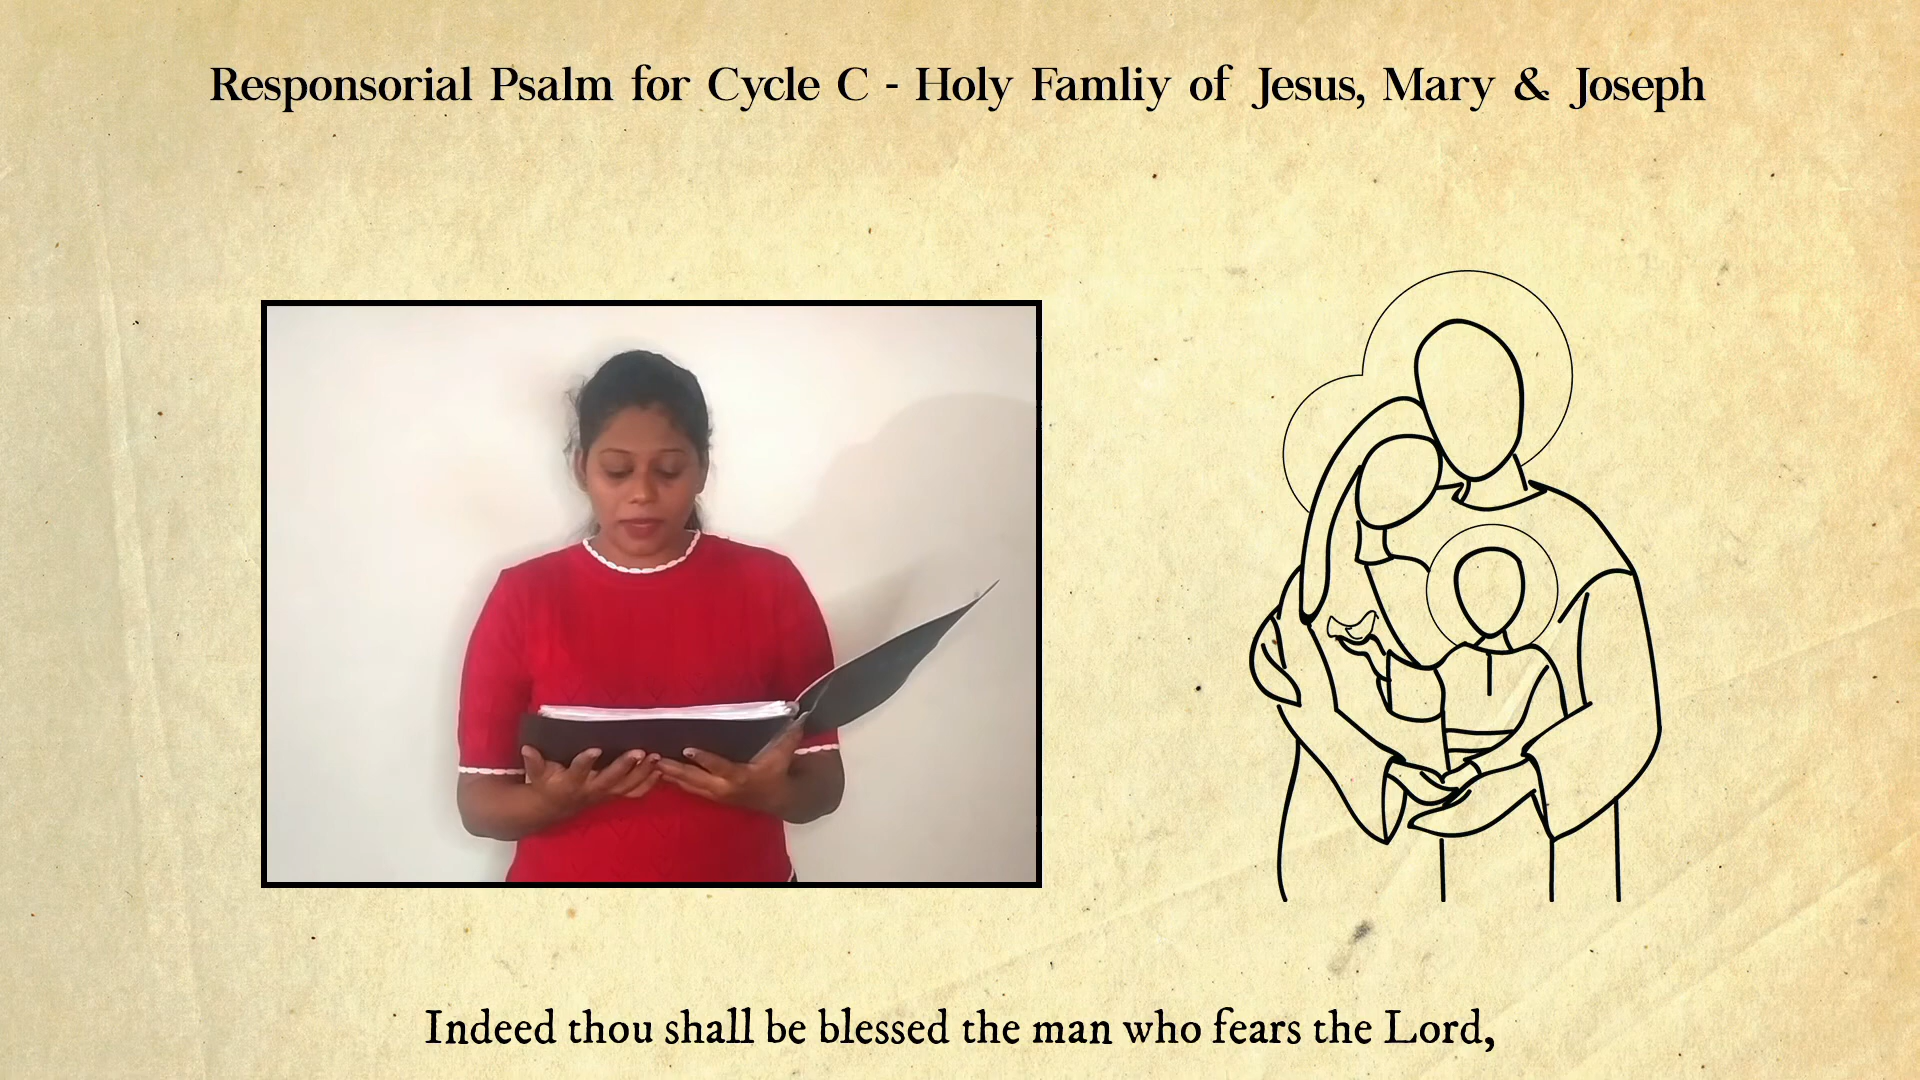 Responsorial Psalm for Cycle C - Holy Famliy of Jesus, Mary & Joseph
Indeed thou shall be blessed the man who fears the Lord,